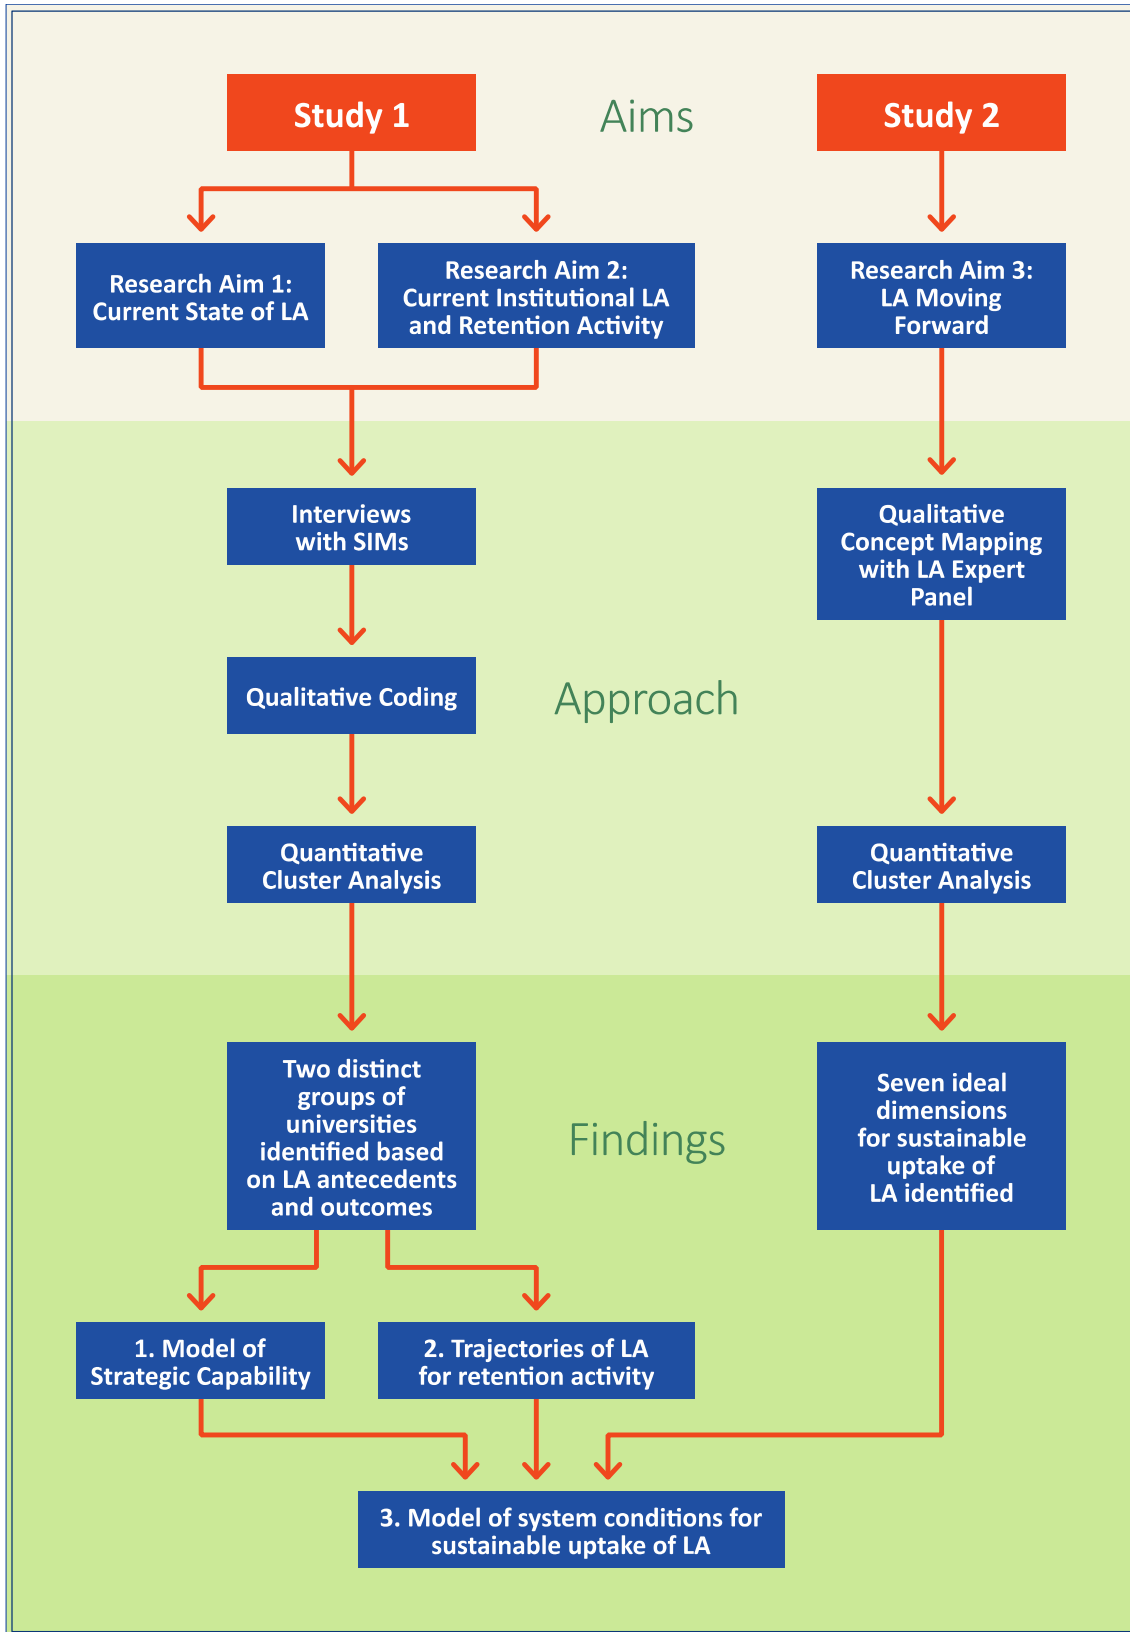 Study 1
Aims
Study 2
Research Aim 1:
Current State of LA
Research Aim 2:
Current Institutional LA
and Retention Activity
Research Aim 3:
LA Moving
Forward
Interviews
with SIMs
Qualitative
Concept Mapping
with LA Expert
Panel
Qualitative Coding
Approach
Quantitative
Cluster Analysis
Quantitative
Cluster Analysis
Two distinct
groups of
universities
identified based
on LA antecedents
and outcomes
Findings
Seven ideal
dimensions
for sustainable
uptake of
LA identified
1. Model of
Strategic Capability
2. Trajectories of LA
for retention activity
3. Model of system conditions for
sustainable uptake of LA